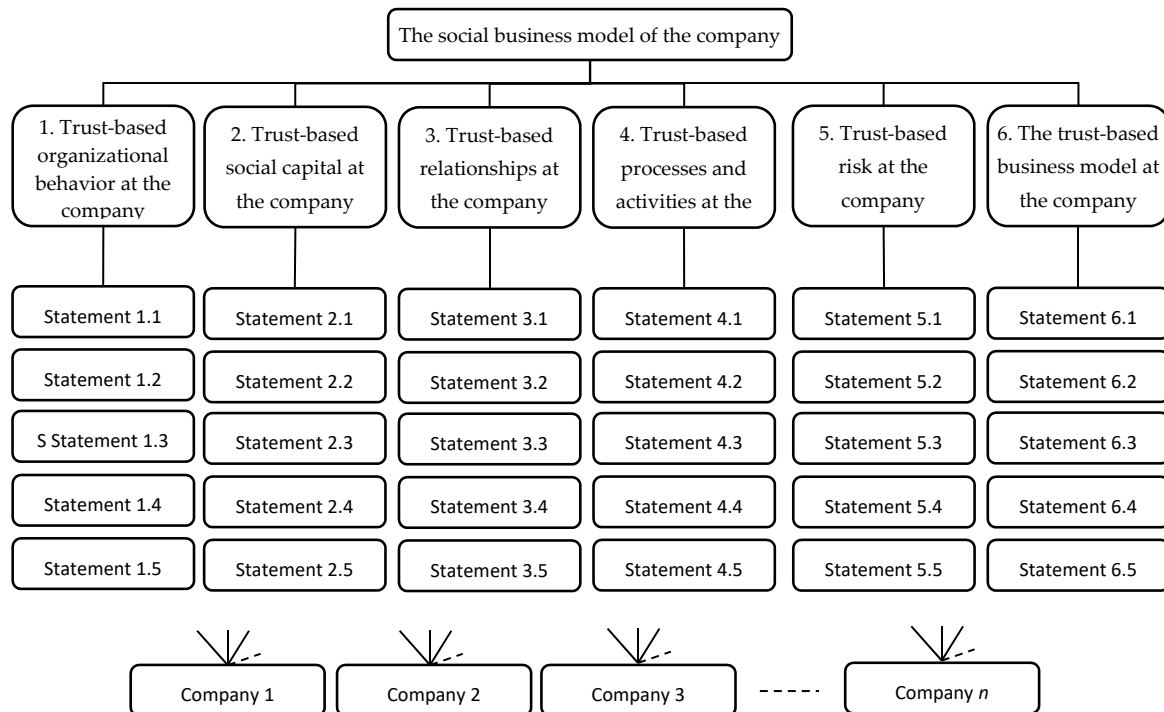 The social business model of the company
1. Trust-based
organizational
behavior at the
company
2. Trust-based
social capital at
the company
3. Trust-based
relationships at
the company
4. Trust-based
processes and
activities at the
5. Trust-based
risk at the
company
6. The trust-based
business model at
the company
Statement 1.1
Statement 2.1
Statement 3.1
Statement 4.1
Statement 5.1
Statement 6.1
Statement 1.2
Statement 2.2
Statement 3.2
Statement 4.2
Statement 5.2
Statement 6.2
S Statement 1.3
Statement 2.3
Statement 3.3
Statement 4.3
Statement 5.3
Statement 6.3
Statement 1.4
Statement 2.4
Statement 3.4
Statement 4.4
Statement 5.4
Statement 6.4
Statement 1.5
Statement 2.5
Statement 3.5
Statement 4.5
Statement 5.5
Statement 6.5
Company 1
Company 2
Company 3
Company n